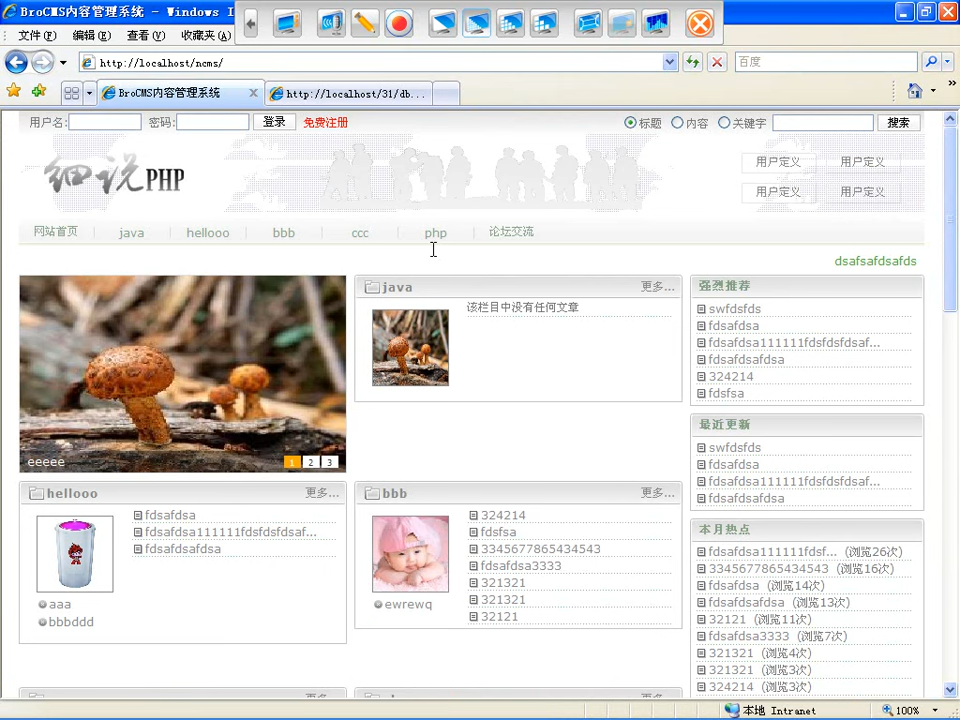 BroCMS内容管理系统 - Windows I
文件(F) 编辑(E) 查看(V) 收藏夹(A)
http://localhost/ncms/
百度
BroCMS内容管理系统
http://localhost/31/db...
用户名: 密码: 登录 免费注册
标题 内容 关键字 搜索
细说PHP
用户定义 用户定义
用户定义 用户定义
网站首页 java hellooo bbb ccc php 论坛交流
dsafsafdsafds
eeeee
1 2 3
java 更多...
该栏目中没有任何文章
强烈推荐
swfdsfds
fdsafdsa
fdsafdsa111111fdsfdsfdsaf...
fdsafdsafdsa
324214
fdsfsa
最近更新
swfdsfds
fdsafdsa
fdsafdsa111111fdsfdsfdsaf...
fdsafdsafdsa
hellooo 更多...
fdsafdsa
fdsafdsa111111fdsfdsfdsaf...
fdsafdsafdsa
aaa
bbbddd
bbb 更多...
324214
fdsfsa
3345677865434543
fdsafdsa3333
321321
321321
32121
ewrewq
本月热点
fdsafdsa111111fdsf... (浏览26次)
3345677865434543 (浏览16次)
fdsafdsa (浏览14次)
fdsafdsafdsa (浏览13次)
32121 (浏览11次)
fdsafdsa3333 (浏览7次)
321321 (浏览4次)
321321 (浏览3次)
324214 (浏览3次)
本地 Intranet
100%